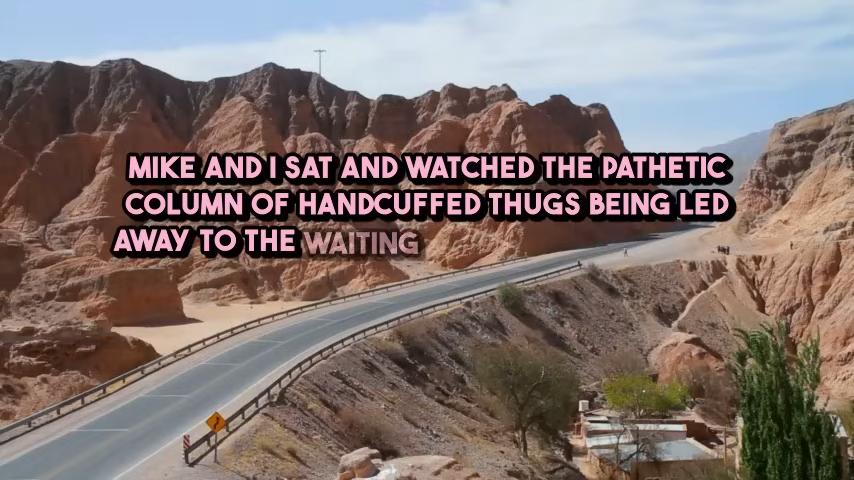 MIKE AND I SAT AND WATCHED THE PATHETIC
COLUMN OF HANDCUFFED THUGS BEING LED
AWAY TO THE WAITING